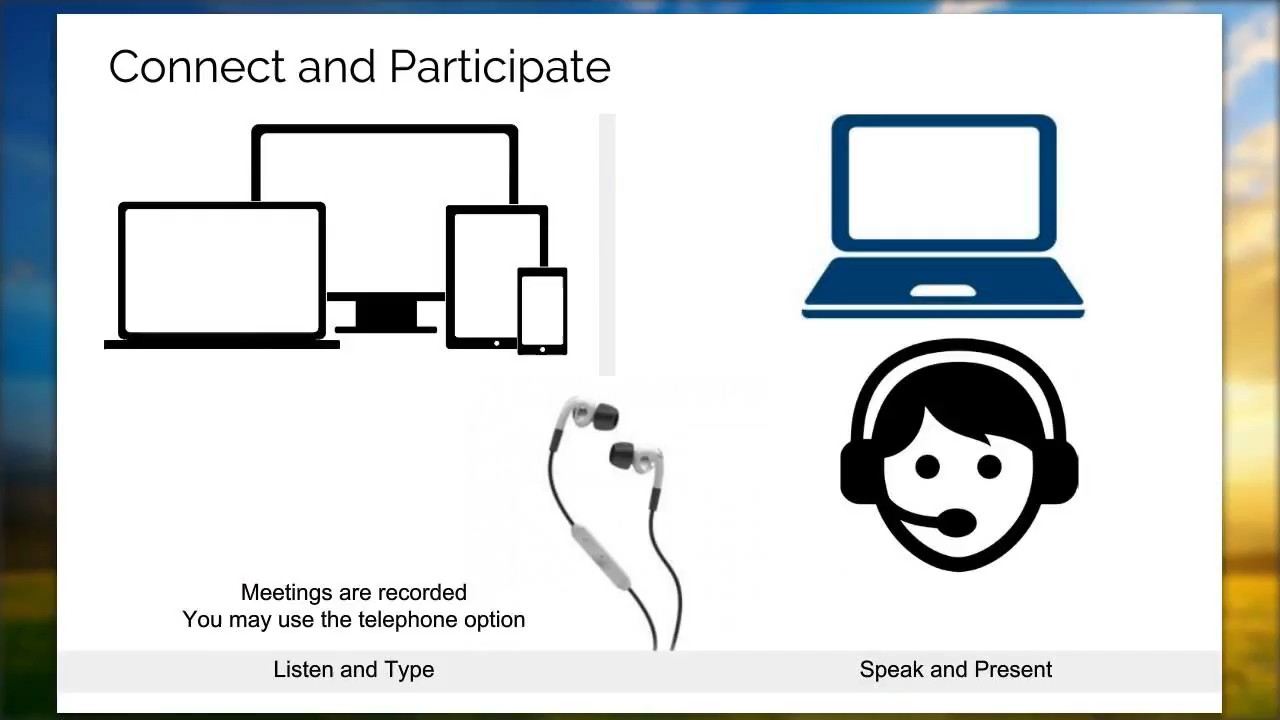 Connect and Participate
Meetings are recorded
You may use the telephone option
Listen and Type
Speak and Present